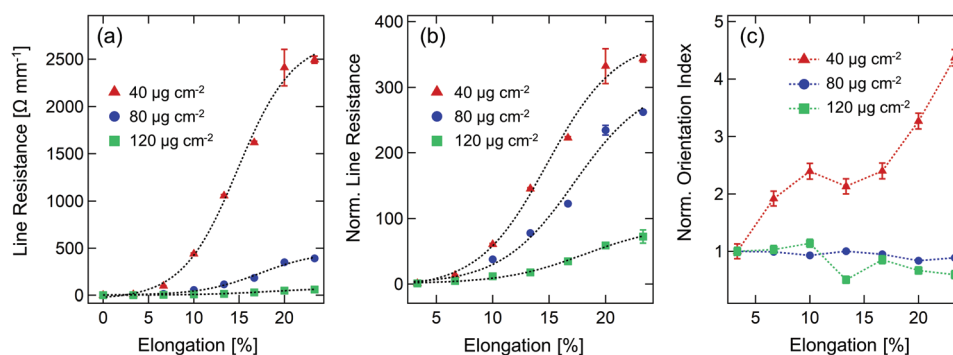 (a)
Line Resistance [Ω mm⁻¹]
2500
2000
1500
1000
500
0
40 µg cm⁻²
80 µg cm⁻²
120 µg cm⁻²
0
5
10
15
20
Elongation [%]
(b)
Norm. Line Resistance
400
300
200
100
0
40 µg cm⁻²
80 µg cm⁻²
120 µg cm⁻²
5
10
15
20
Elongation [%]
(c)
Norm. Orientation Index
5
4
3
2
1
40 µg cm⁻²
80 µg cm⁻²
120 µg cm⁻²
5
10
15
20
Elongation [%]